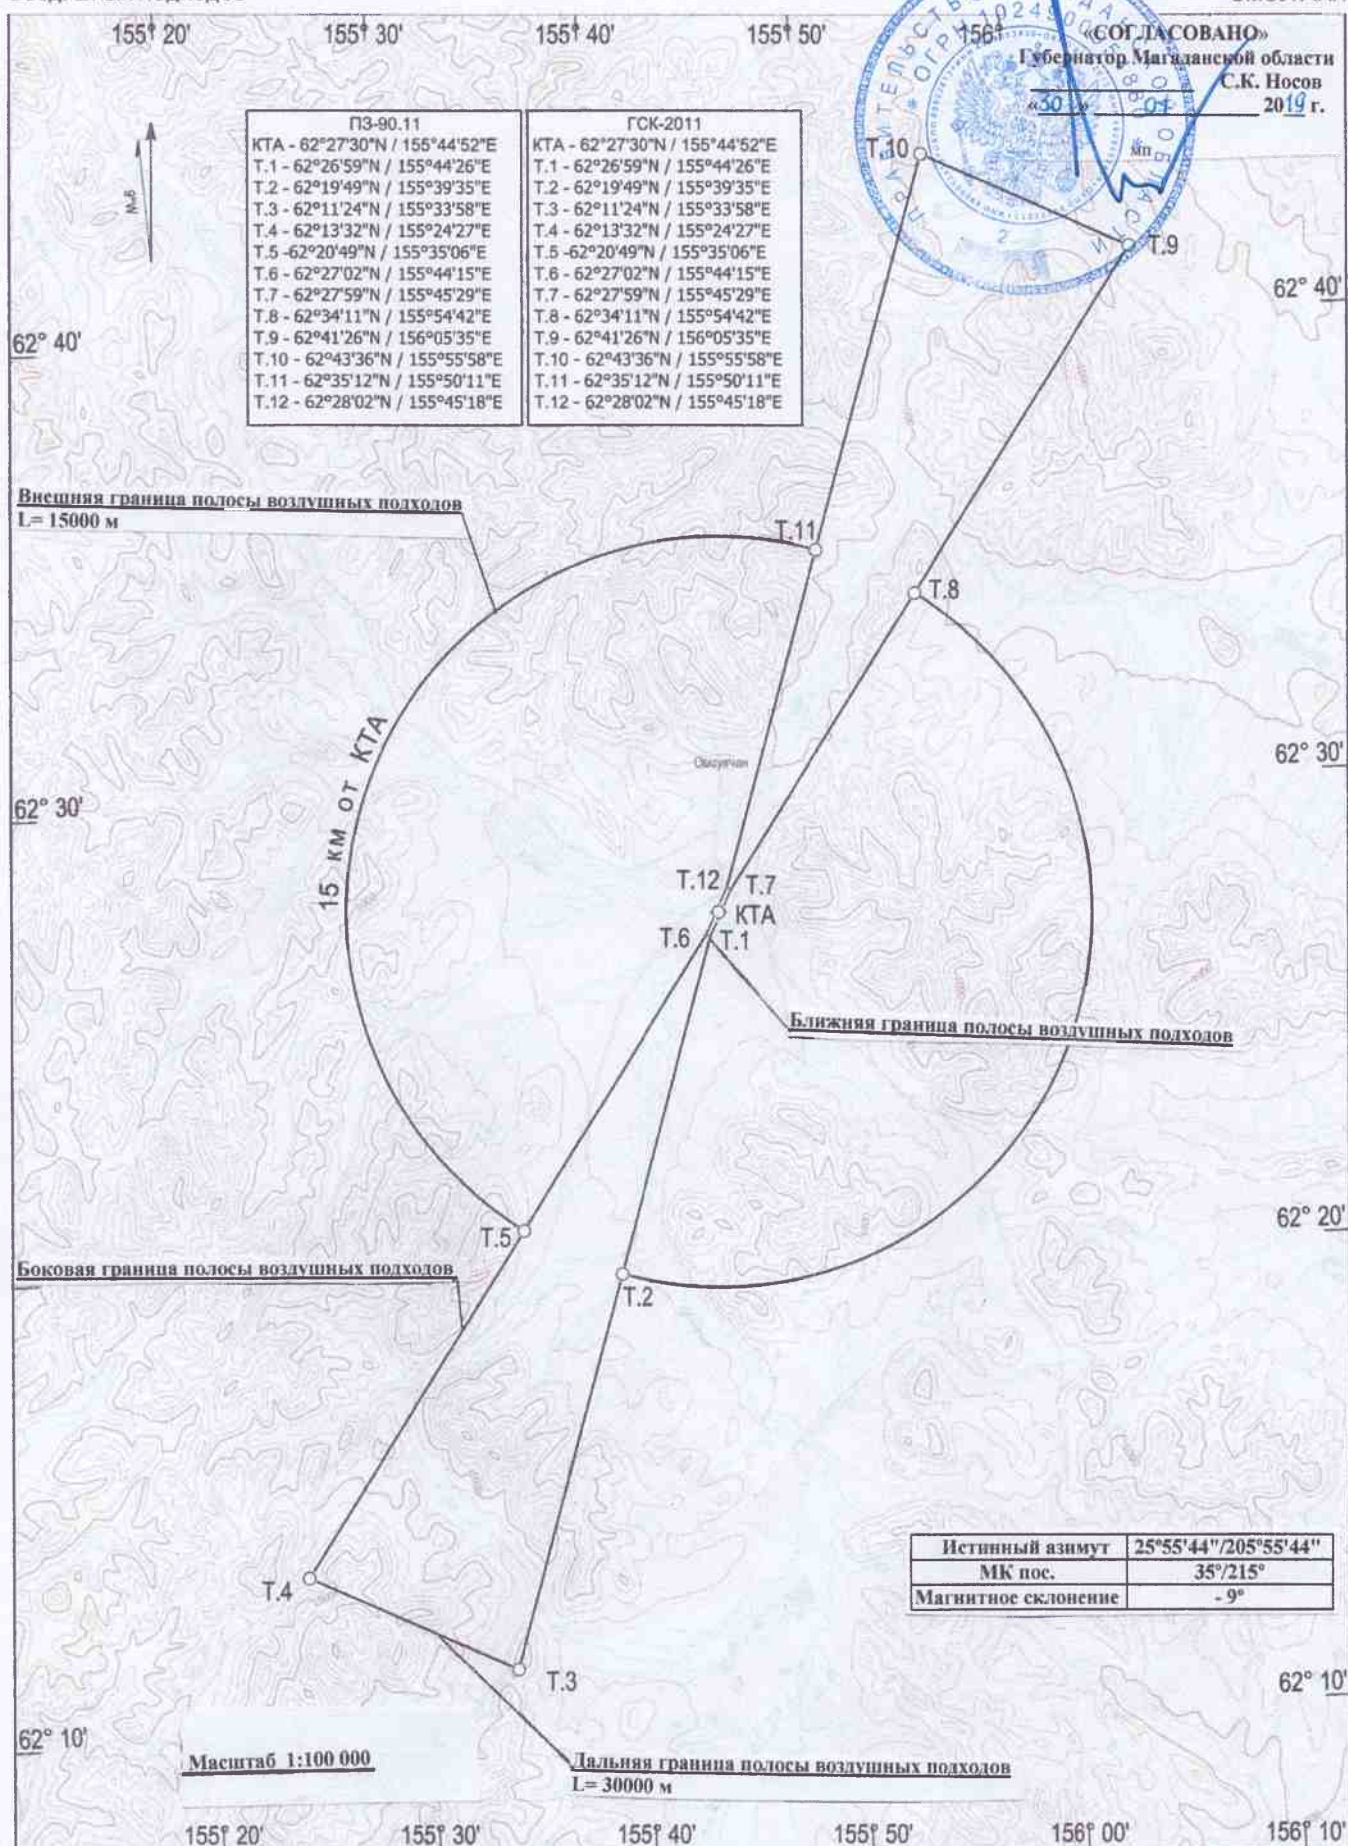 155° 20'
155° 30'
155° 40'
155° 50'
156°
«СОГЛАСОВАНО»
Губернатор Магаданской области
С.К. Носов
«30» 04 2019 г.
мп
ПЗ-90.11
КТА - 62°27'30"N / 155°44'52"E
Т.1 - 62°26'59"N / 155°44'26"E
Т.2 - 62°19'49"N / 155°39'35"E
Т.3 - 62°11'24"N / 155°33'58"E
Т.4 - 62°13'32"N / 155°24'27"E
Т.5 -62°20'49"N / 155°35'06"E
Т.6 - 62°27'02"N / 155°44'15"E
Т.7 - 62°27'59"N / 155°45'29"E
Т.8 - 62°34'11"N / 155°54'42"E
Т.9 - 62°41'26"N / 156°05'35"E
Т.10 - 62°43'36"N / 155°55'58"E
Т.11 - 62°35'12"N / 155°50'11"E
Т.12 - 62°28'02"N / 155°45'18"E
ГСК-2011
КТА - 62°27'30"N / 155°44'52"E
Т.1 - 62°26'59"N / 155°44'26"E
Т.2 - 62°19'49"N / 155°39'35"E
Т.3 - 62°11'24"N / 155°33'58"E
Т.4 - 62°13'32"N / 155°24'27"E
Т.5 -62°20'49"N / 155°35'06"E
Т.6 - 62°27'02"N / 155°44'15"E
Т.7 - 62°27'59"N / 155°45'29"E
Т.8 - 62°34'11"N / 155°54'42"E
Т.9 - 62°41'26"N / 156°05'35"E
Т.10 - 62°43'36"N / 155°55'58"E
Т.11 - 62°35'12"N / 155°50'11"E
Т.12 - 62°28'02"N / 155°45'18"E
9°W
Т.10
Т.9
62° 40'
62° 40'
Внешняя граница полосы воздушных подходов
L= 15000 м
Т.11
Т.8
15 км от КТА
62° 30'
62° 30'
Т.12
Т.7
КТА
Т.6
Т.1
Ближняя граница полосы воздушных подходов
62° 20'
Т.5
Боковая граница полосы воздушных подходов
Т.2
Истинный азимут 25°55'44"/205°55'44"
МК пос. 35°/215°
Магнитное склонение - 9°
Т.4
Т.3
62° 10'
62° 10'
Масштаб 1:100 000
Дальняя граница полосы воздушных подходов
L= 30000 м
155° 20'
155° 30'
155° 40'
155° 50'
156° 00'
156° 10'